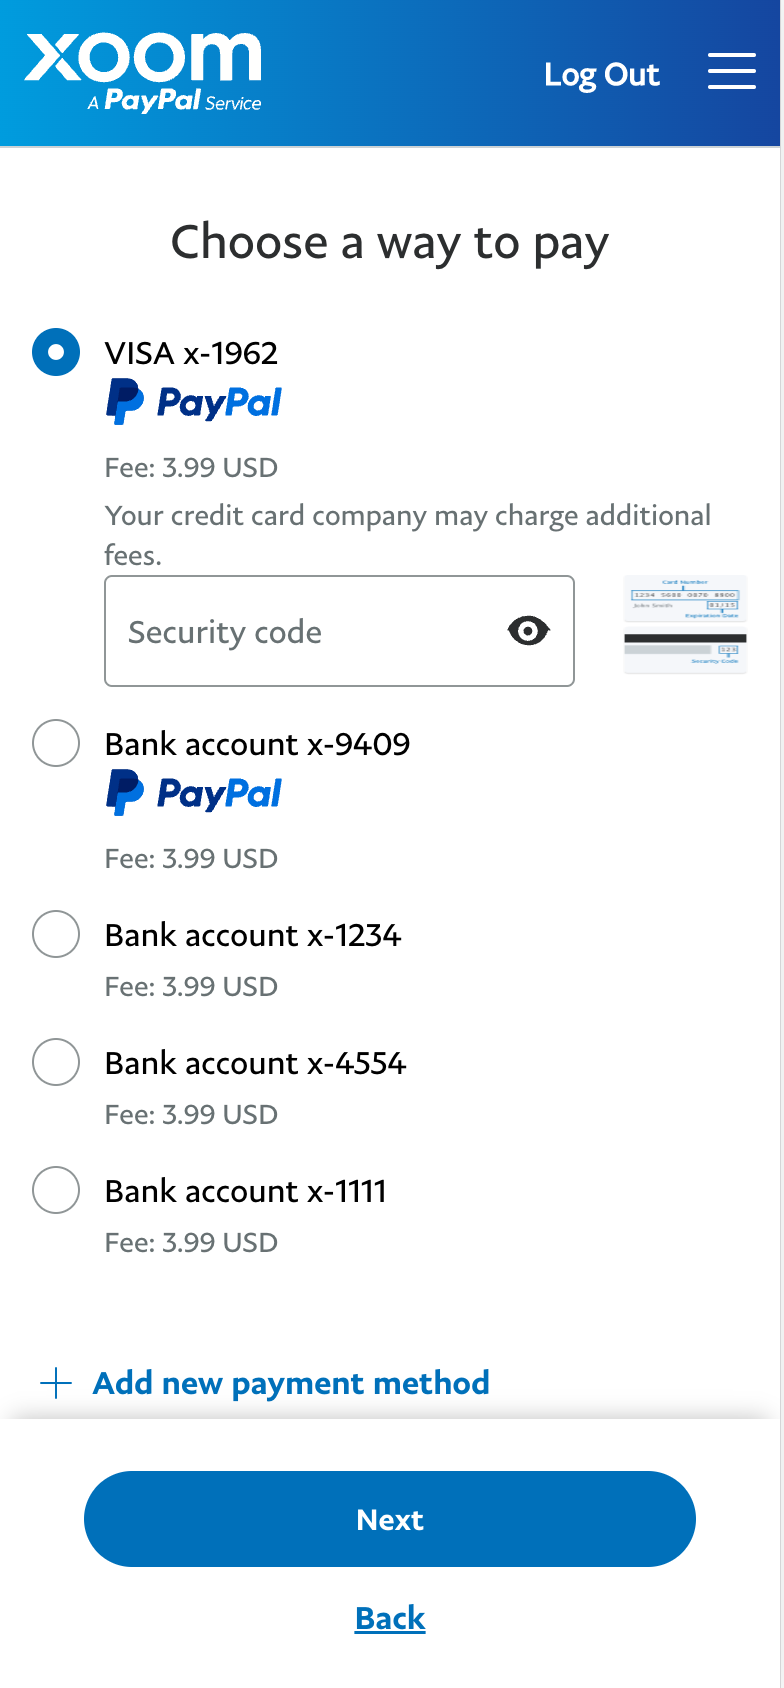 xoom
A PayPal Service
Log Out
Choose a way to pay
VISA x-1962
PayPal
Fee: 3.99 USD
Your credit card company may charge additional
fees.
Security code
Card Number
1234 5688 0870 8900
John Smith
01/15
Expiration Date
123
Security Code
Bank account x-9409
PayPal
Fee: 3.99 USD
Bank account x-1234
Fee: 3.99 USD
Bank account x-4554
Fee: 3.99 USD
Bank account x-1111
Fee: 3.99 USD
Add new payment method
Next
Back